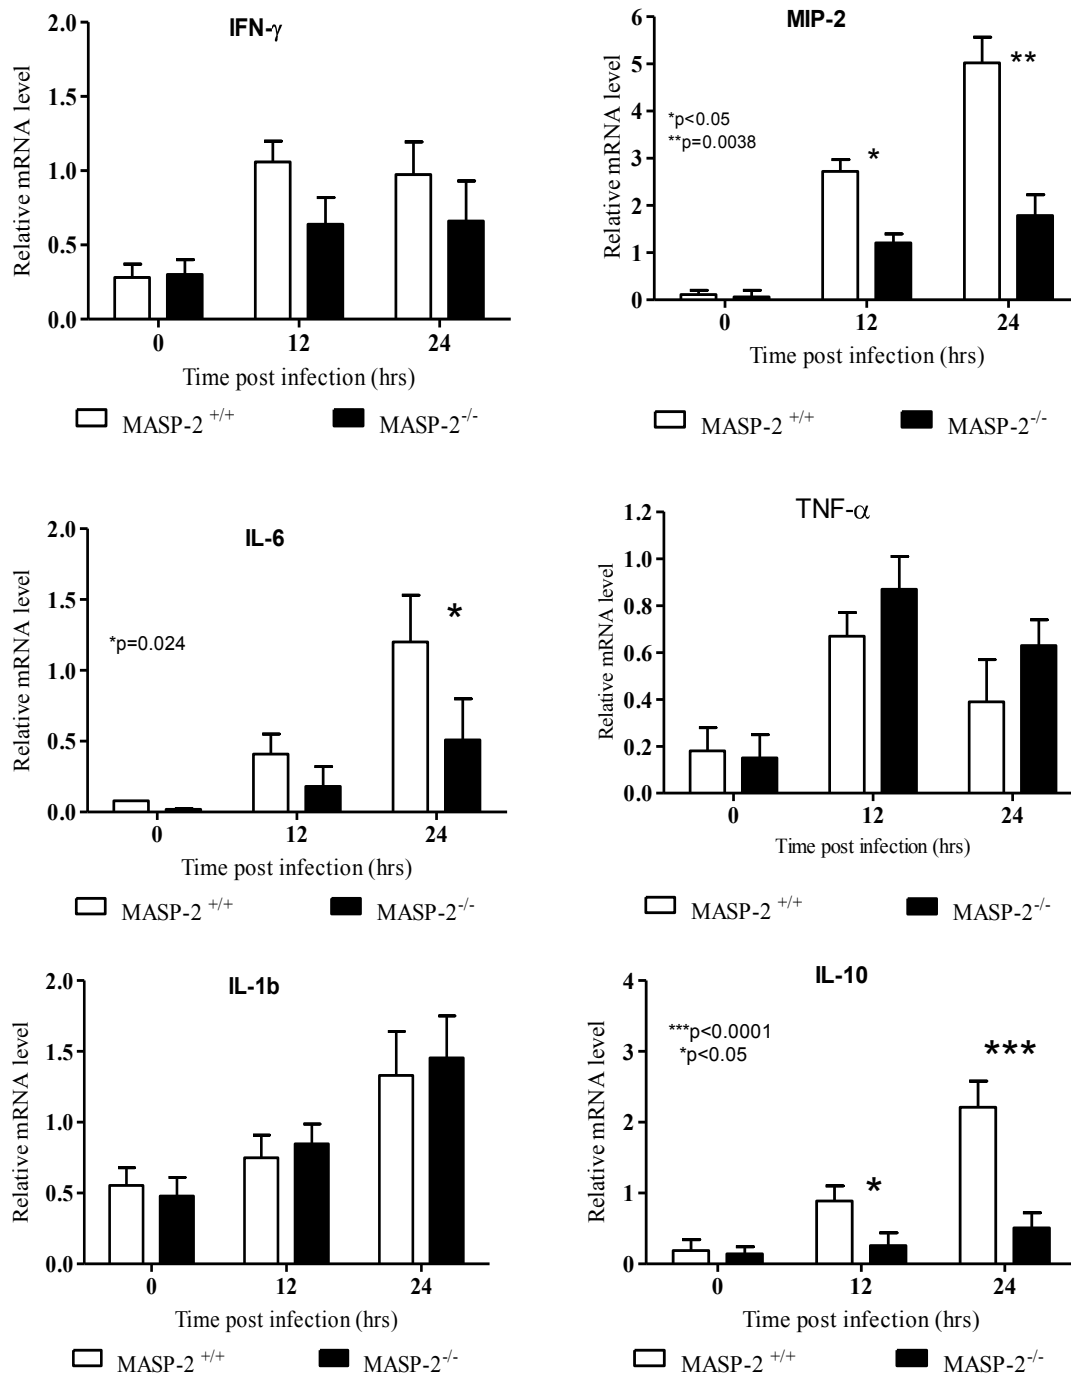 IFN-γ
2.0
1.5
1.0
0.5
0.0
Relative mRNA level
0 12 24
Time post infection (hrs)
MASP-2 +/+ MASP-2-/-
MIP-2
6
5
4
3
2
1
0
Relative mRNA level
*p<0.05
**p=0.0038
*
**
0 12 24
Time post infection (hrs)
MASP-2 +/+ MASP-2-/-
IL-6
2.0
1.5
1.0
0.5
0.0
Relative mRNA level
*p=0.024
*
0 12 24
Time post infection (hrs)
MASP-2 +/+ MASP-2-/-
TNF-α
1.2
1.0
0.8
0.6
0.4
0.2
0.0
Relative mRNA level
0 12 24
Time post infection (hrs)
MASP-2 +/+ MASP-2-/-
IL-1b
2.0
1.5
1.0
0.5
0.0
Relative mRNA level
0 12 24
Time post infection (hrs)
MASP-2 +/+ MASP-2-/-
IL-10
4
3
2
1
0
Relative mRNA level
***p<0.0001
*p<0.05
*
***
0 12 24
Time post infection (hrs)
MASP-2 +/+ MASP-2-/-